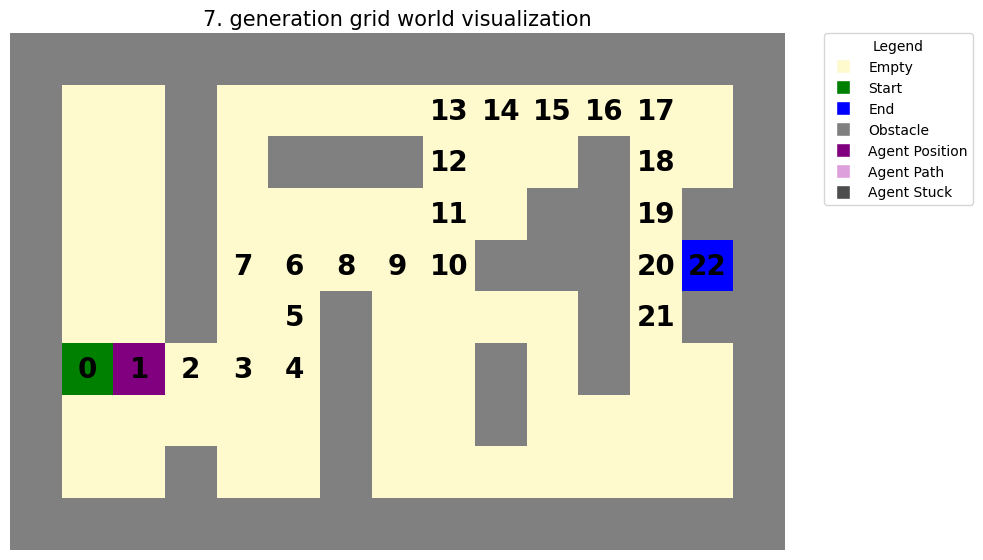 7. generation grid world visualization
Legend
Empty
Start
End
Obstacle
Agent Position
Agent Path
Agent Stuck
13 14 15 16 17
12 18
11 19
7 6 8 9 10 20 22
5 21
0 1 2 3 4